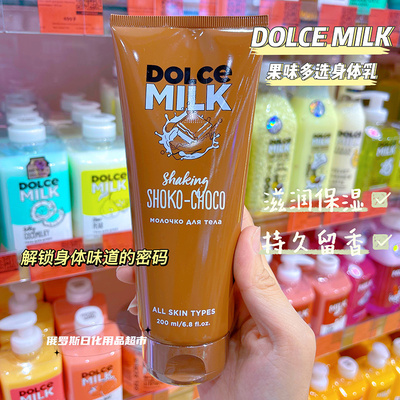 DOLCE MILK
果味多选身体乳
DOLCE
MILK
Shaking
SHOKO-CHOCO
МОЛОЧКО ДЛЯ ТЕЛА
ALL SKIN TYPES
200 ml/6.8 fl.oz.
滋润保湿
持久留香
解锁身体味道的密码
俄罗斯日化用品超市
DOLCE
MILK
DOLCE
MILK
DOLCE
MILK
DOLCE
MILK